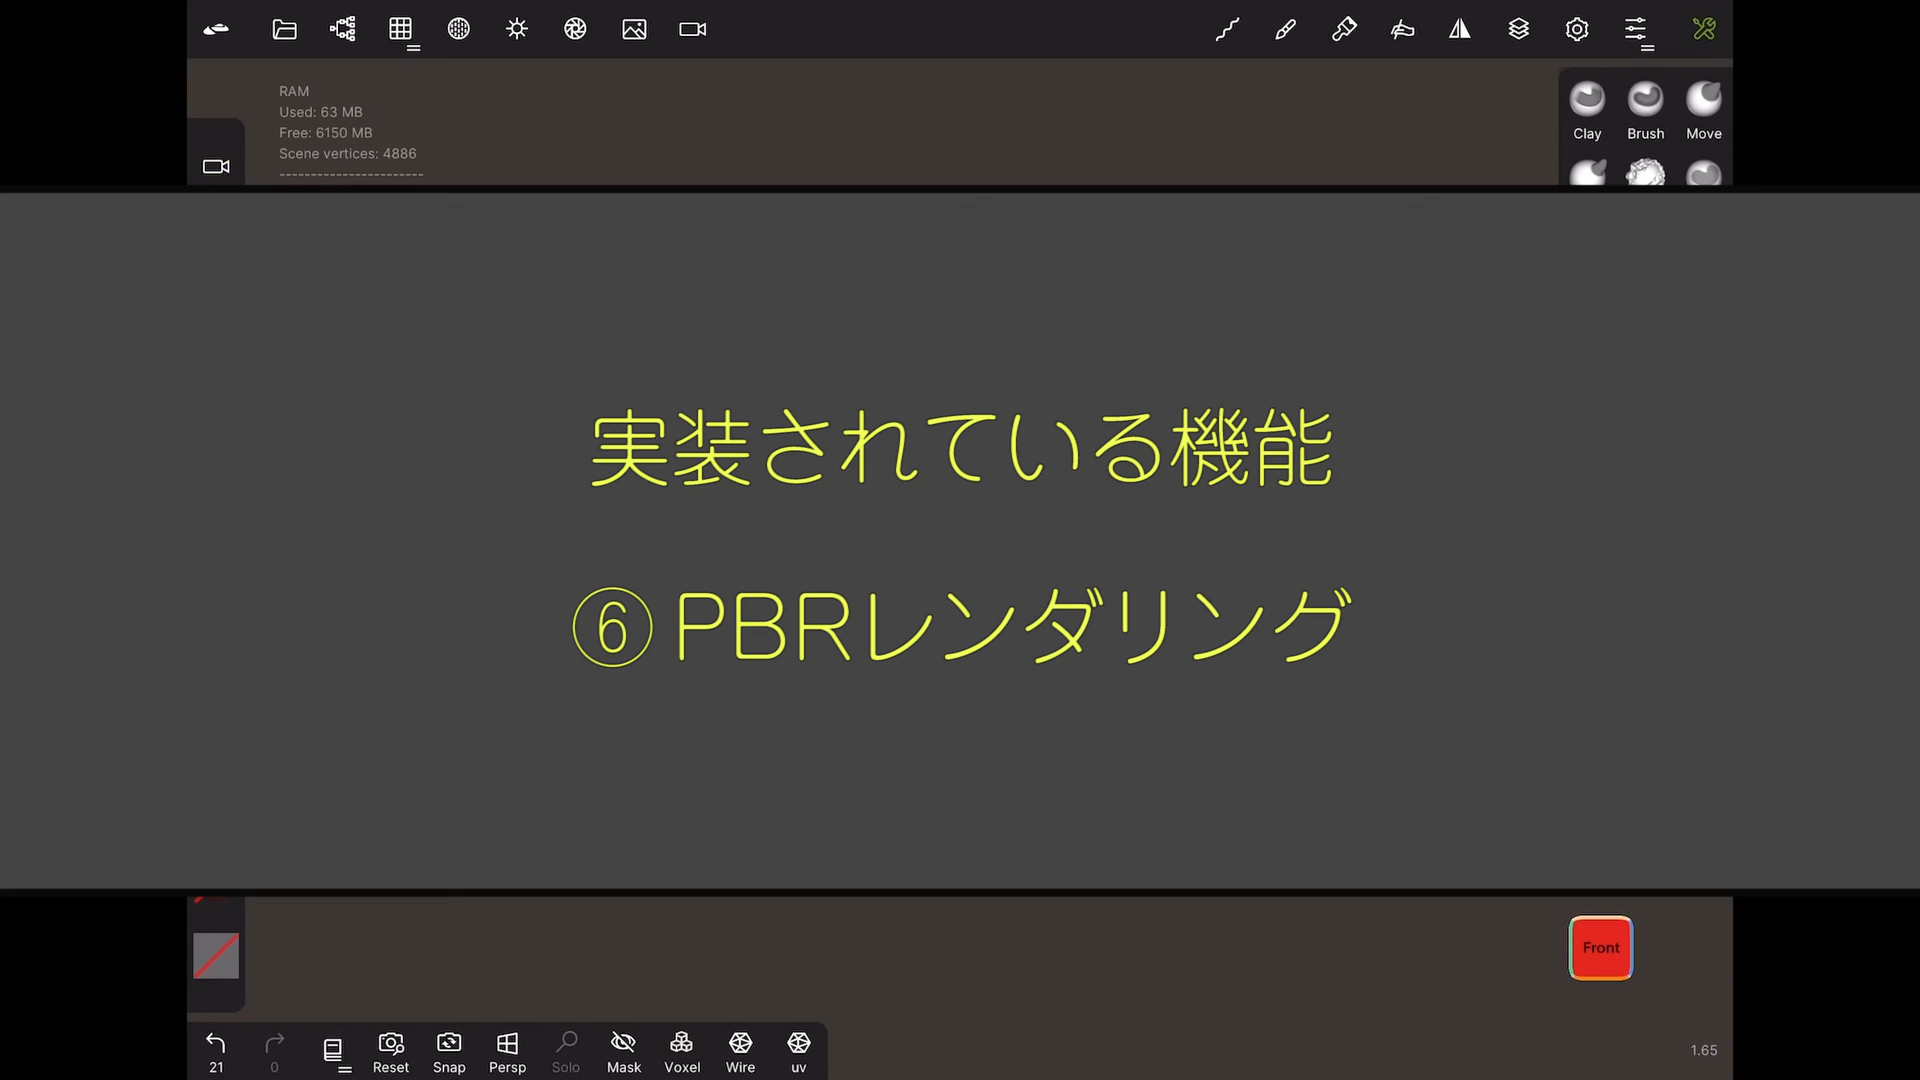 RAM
Used: 63 MB
Free: 6150 MB
Scene vertices: 4886
-----------------------
Clay Brush Move
実装されている機能
⑥ PBRレンダリング
Front
21 0 Reset Snap Persp Solo Mask Voxel Wire uv
1.65